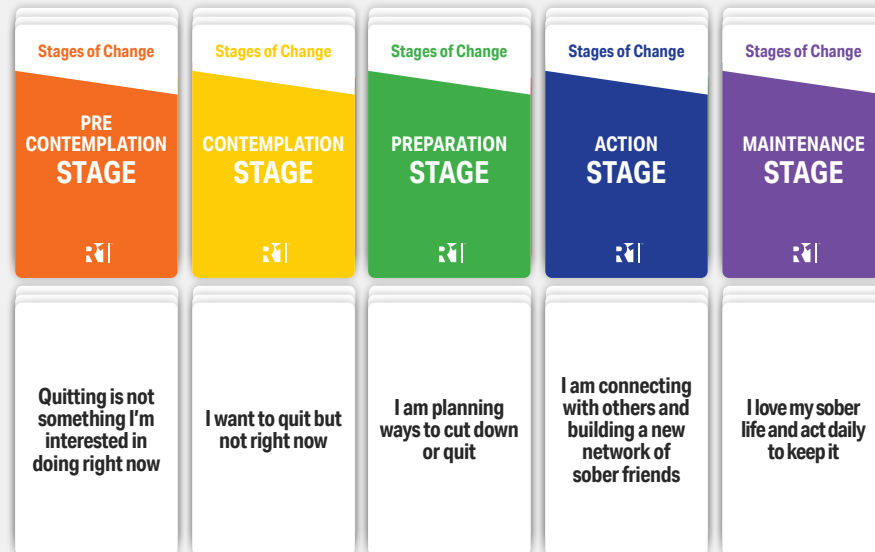 Stages of Change
PRE
CONTEMPLATION
STAGE
Stages of Change
CONTEMPLATION
STAGE
Stages of Change
PREPARATION
STAGE
Stages of Change
ACTION
STAGE
Stages of Change
MAINTENANCE
STAGE
Quitting is not
something I'm
interested in
doing right now
I want to quit but
not right now
I am planning
ways to cut down
or quit
I am connecting
with others and
building a new
network of
sober friends
I love my sober
life and act daily
to keep it